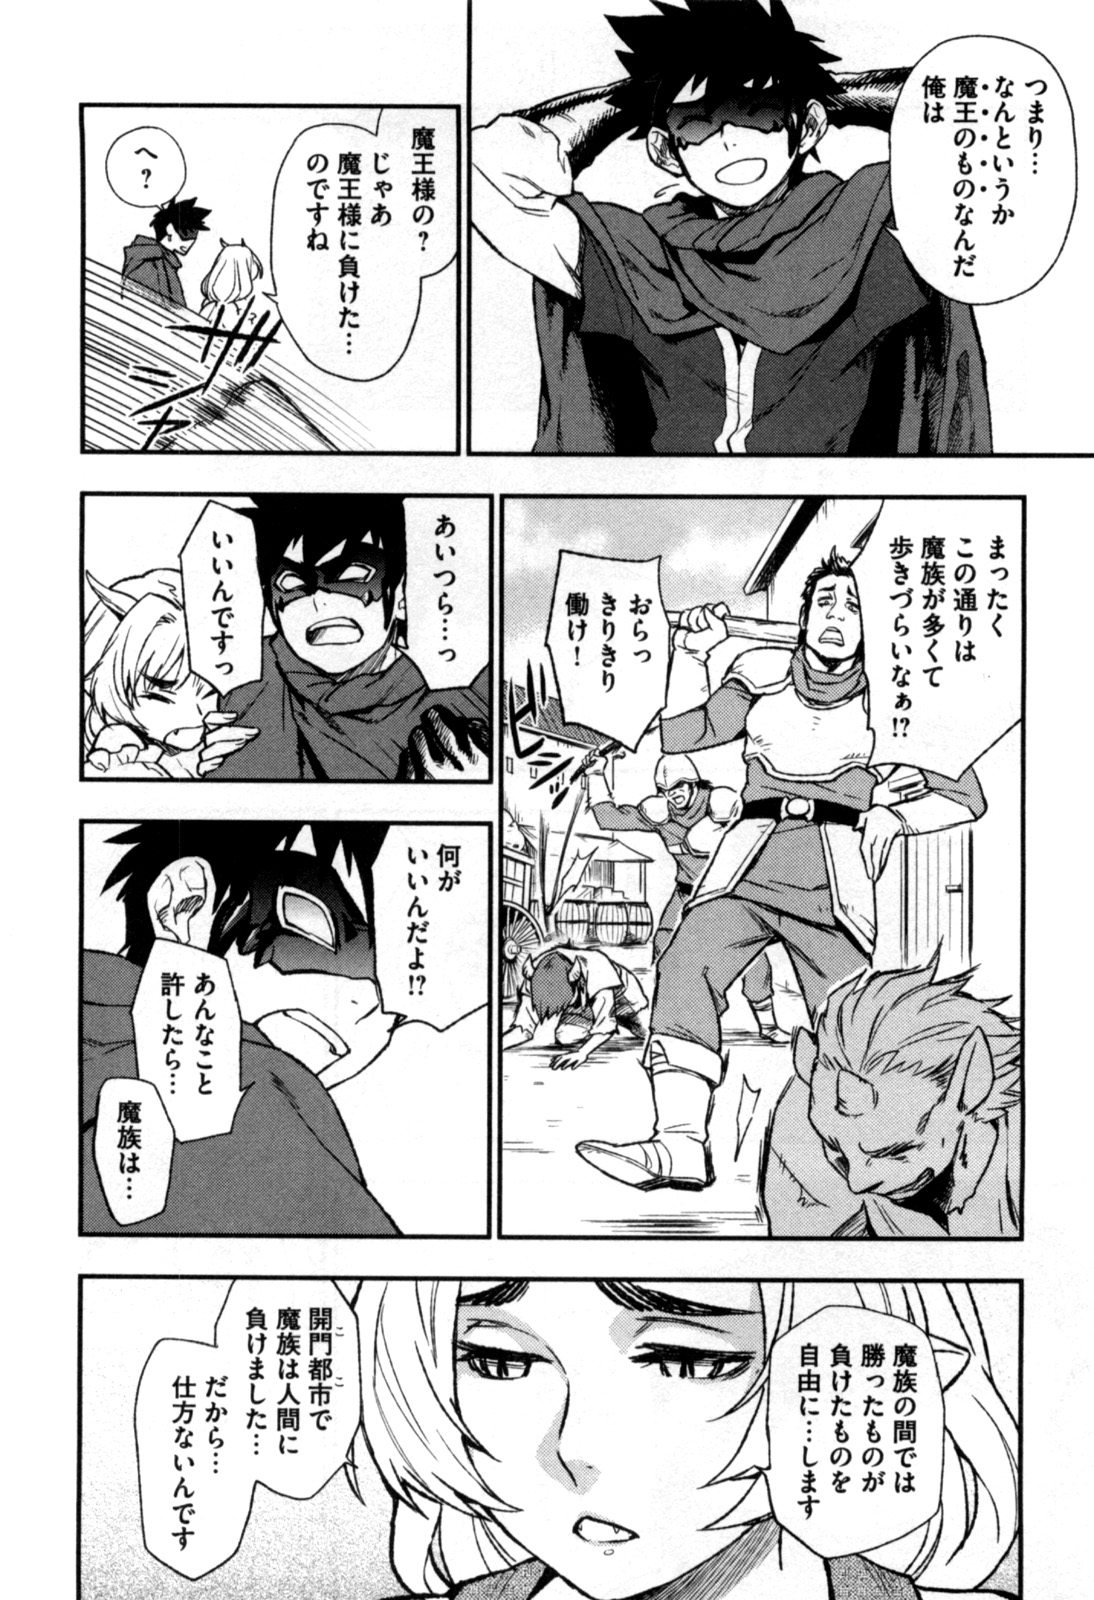 つまり…
なんというか
魔王のものなんだ
俺は
魔王様の？
じゃあ
魔王様に負けた…
のですね
へ？
まったく
この通りは
魔族が多くて
歩きづらいなぁ!?
おらっ
きりきり
働け！
ビシッ
あいつら…っ
いいんですっ
何が
いいんだよ!?
あんなこと
許したら…
魔族は…
魔族の間では
勝ったものが
負けたものを
自由に…します
開門都市で
ここ
魔族は人間に
負けました…
だから…
仕方ないんです